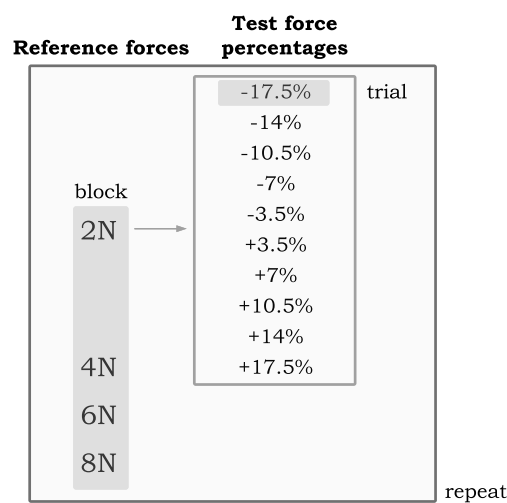 Reference forces
Test force
percentages
block
2N
4N
6N
8N
-17.5%
-14%
-10.5%
-7%
-3.5%
+3.5%
+7%
+10.5%
+14%
+17.5%
trial
repeat